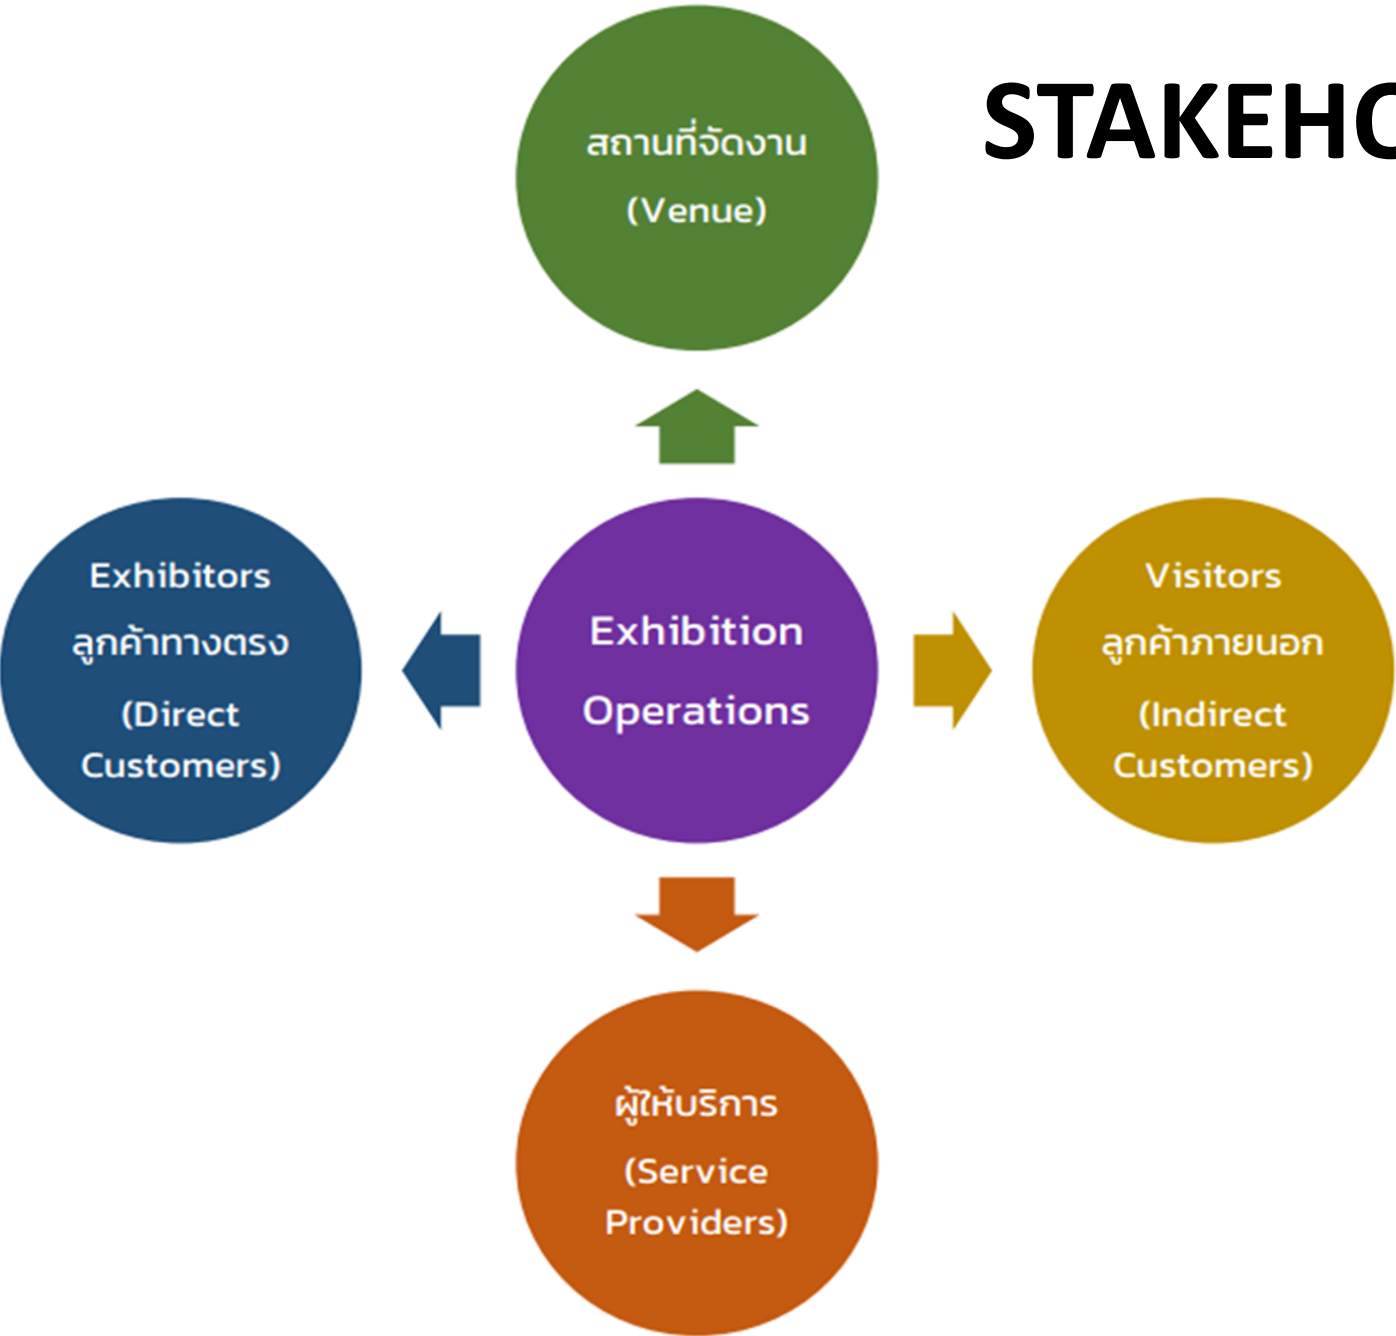 สถานที่จัดงาน
(Venue)
Exhibitors
ลูกค้าทางตรง
(Direct
Customers)
Exhibition
Operations
Visitors
ลูกค้าภายนอก
(Indirect
Customers)
ผู้ให้บริการ
(Service
Providers)